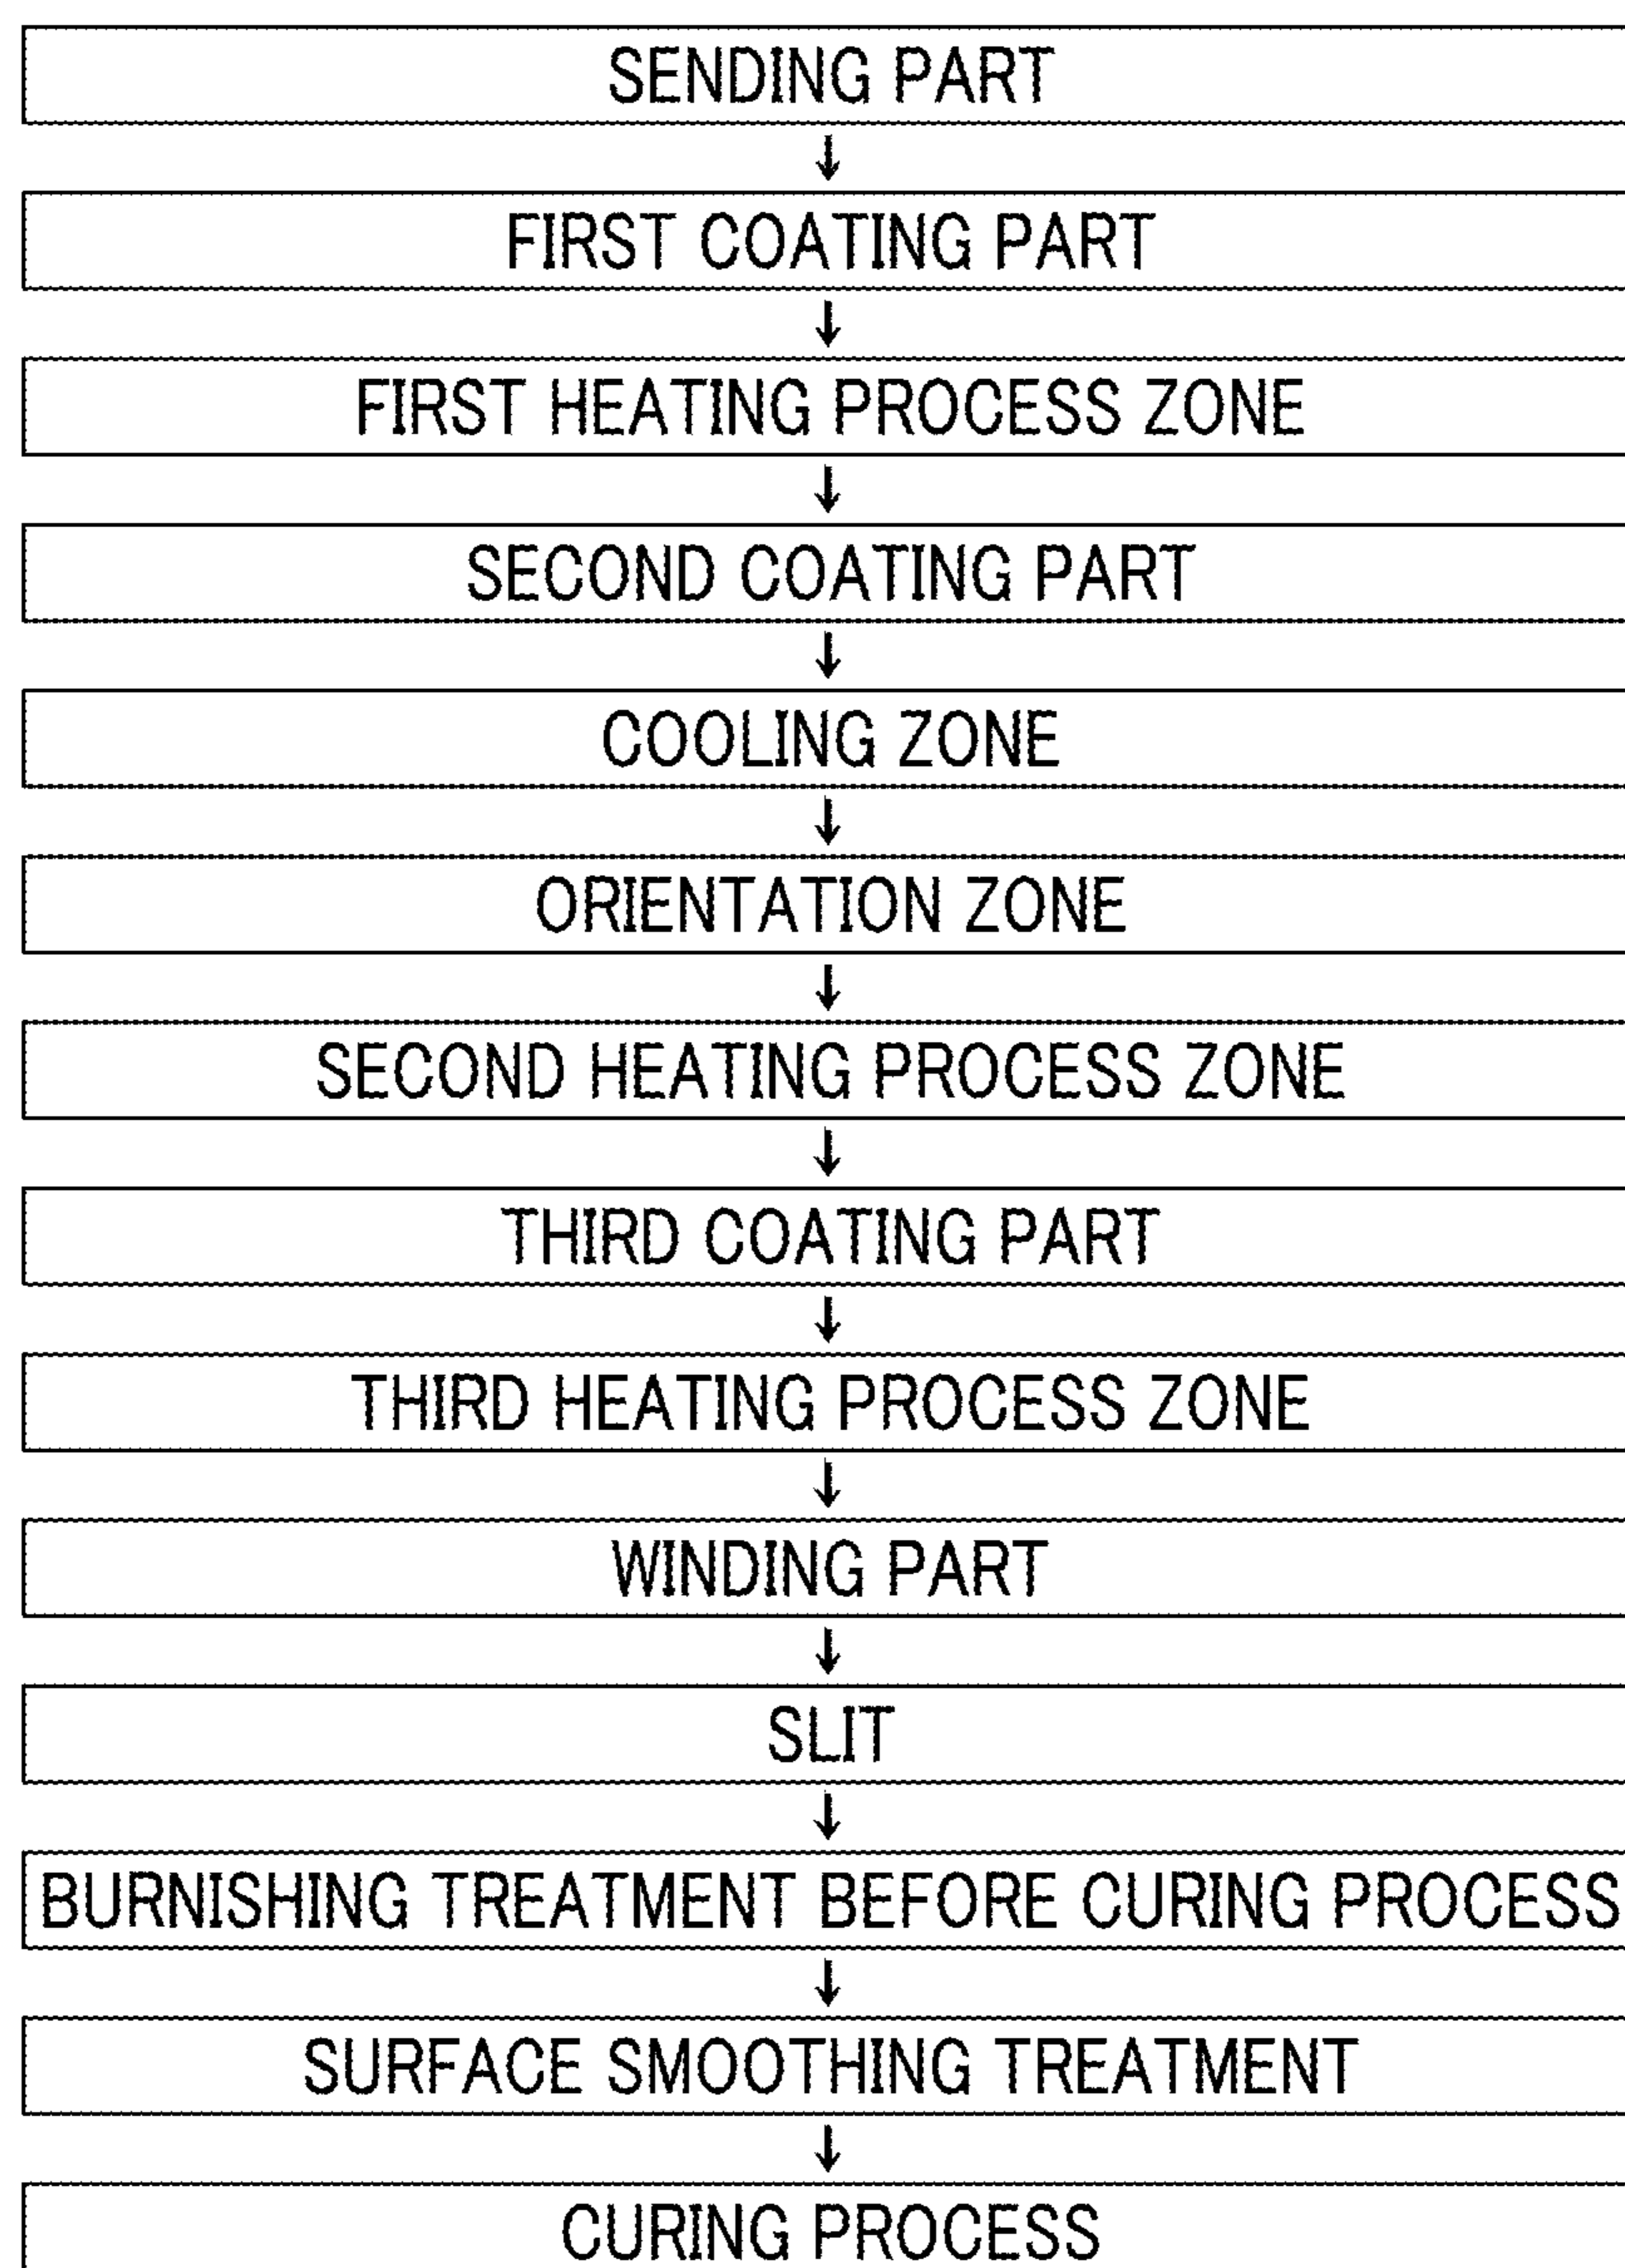 SENDING PART
FIRST COATING PART
FIRST HEATING PROCESS ZONE
SECOND COATING PART
COOLING ZONE
ORIENTATION ZONE
SECOND HEATING PROCESS ZONE
THIRD COATING PART
THIRD HEATING PROCESS ZONE
WINDING PART
SLIT
BURNISHING TREATMENT BEFORE CURING PROCESS
SURFACE SMOOTHING TREATMENT
CURING PROCESS